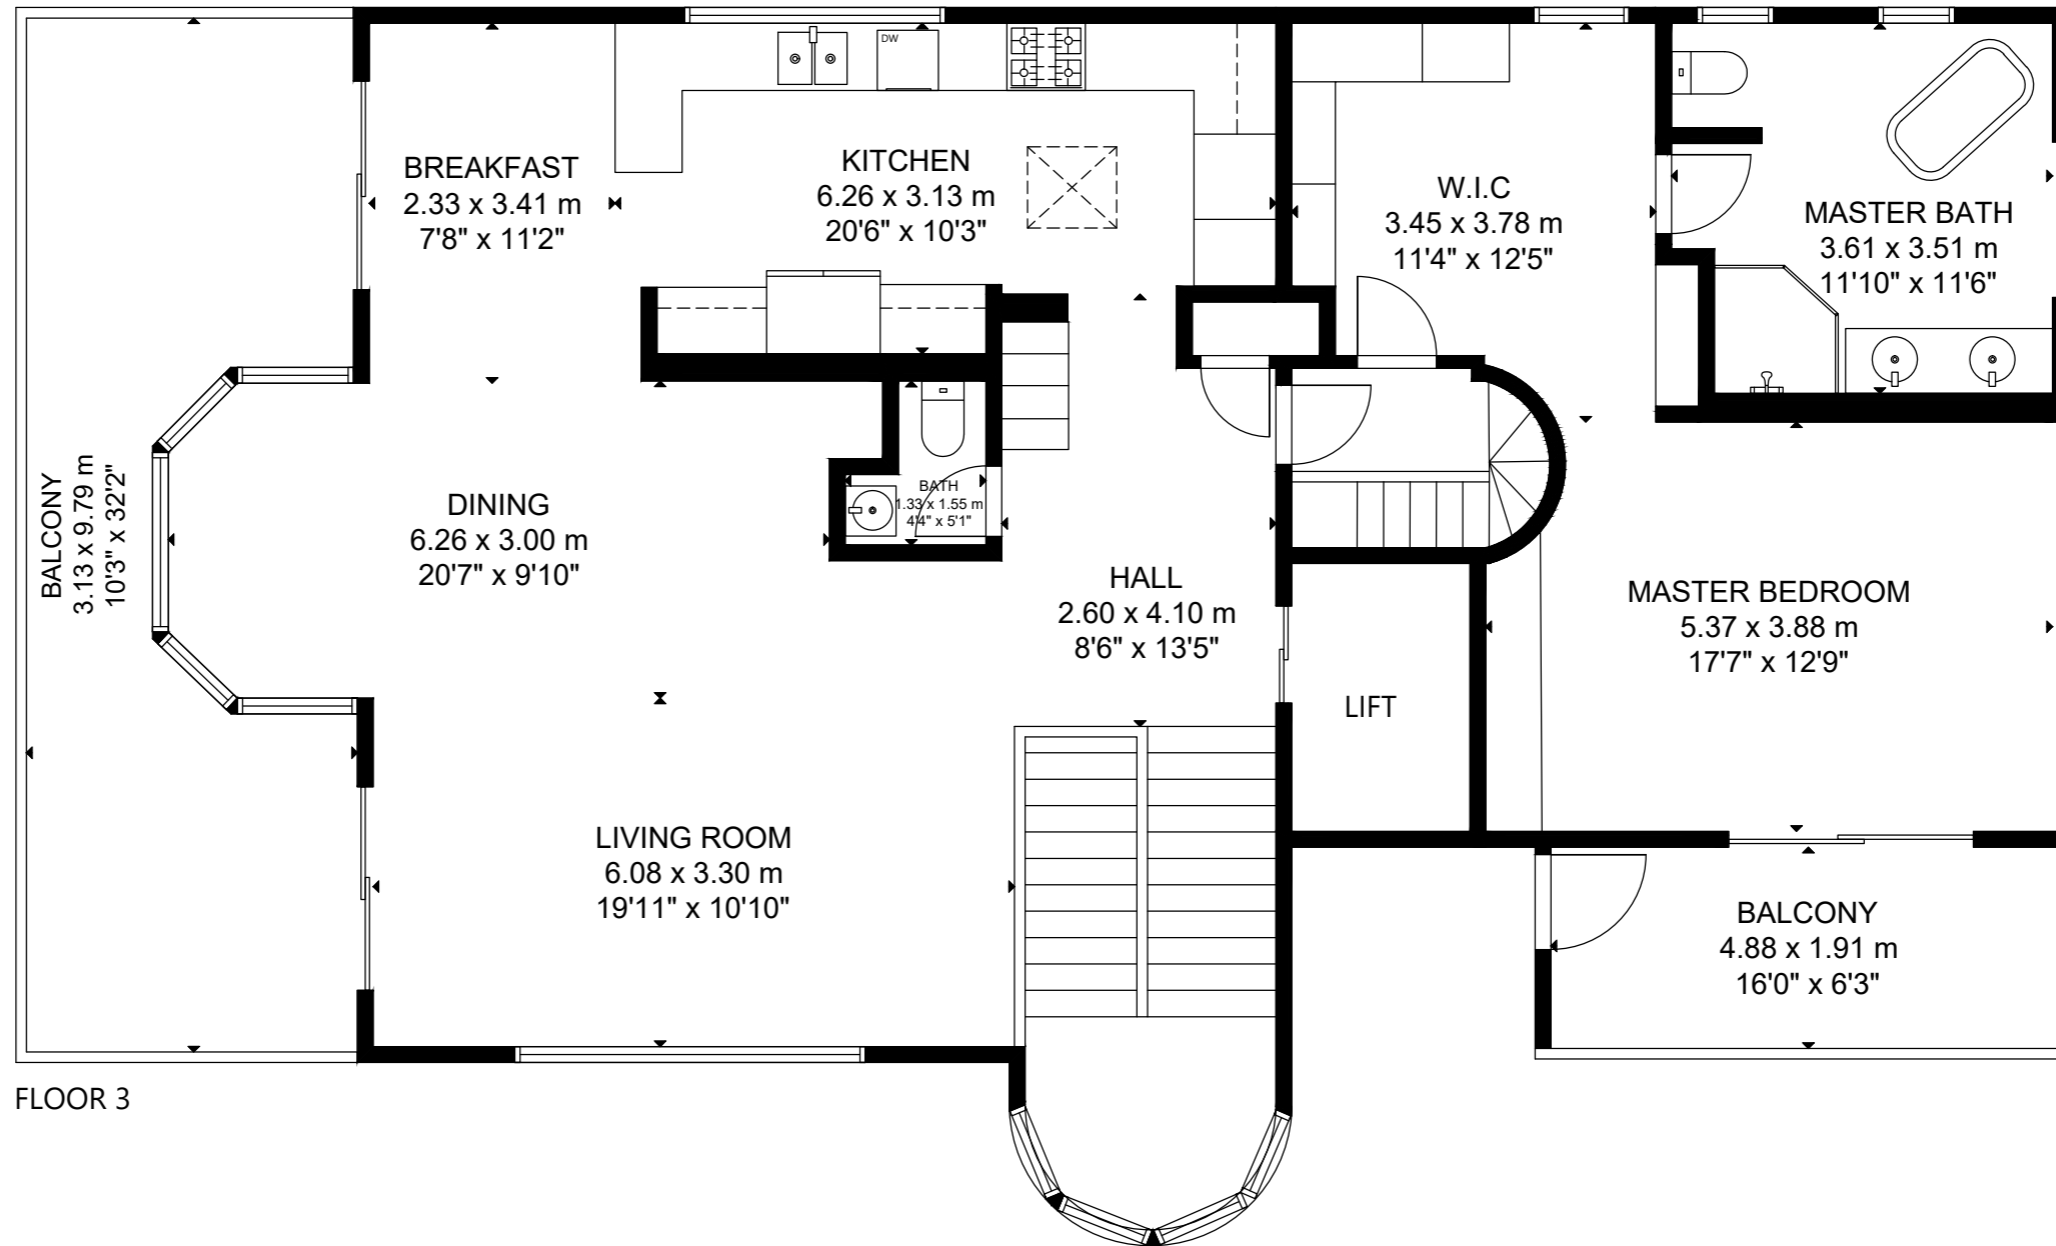 DW
BREAKFAST
2.33 x 3.41 m
7'8" x 11'2"
KITCHEN
6.26 x 3.13 m
20'6" x 10'3"
W.I.C
3.45 x 3.78 m
11'4" x 12'5"
MASTER BATH
3.61 x 3.51 m
11'10" x 11'6"
BALCONY
3.13 x 9.79 m
10'3" x 32'2"
DINING
6.26 x 3.00 m
20'7" x 9'10"
BATH
1.33 x 1.55 m
4'4" x 5'1"
HALL
2.60 x 4.10 m
8'6" x 13'5"
MASTER BEDROOM
5.37 x 3.88 m
17'7" x 12'9"
LIFT
LIVING ROOM
6.08 x 3.30 m
19'11" x 10'10"
BALCONY
4.88 x 1.91 m
16'0" x 6'3"
FLOOR 3